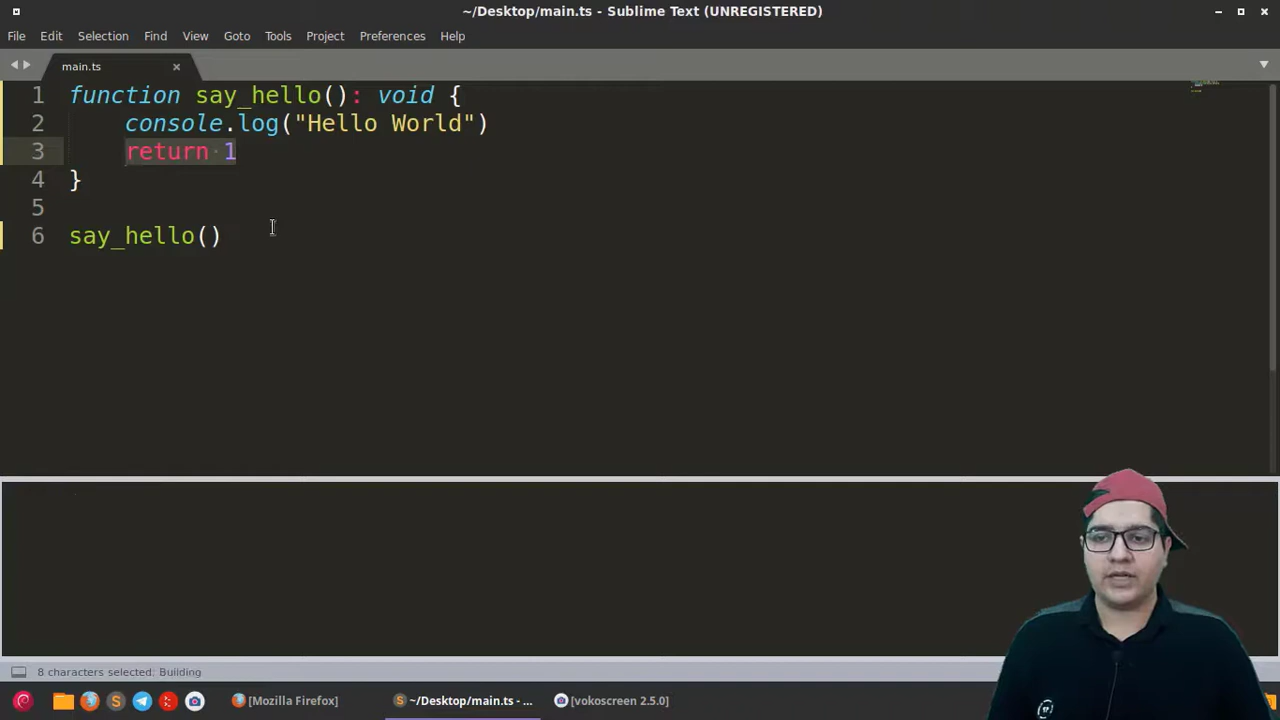 ~/Desktop/main.ts - Sublime Text (UNREGISTERED)
File Edit Selection Find View Goto Tools Project Preferences Help
main.ts
1 function say_hello(): void {
2 console.log("Hello World")
3 return 1
4 }
5
6 say_hello()
8 characters selected; Building
[Mozilla Firefox] ~/Desktop/main.ts - ... [vokoscreen 2.5.0]